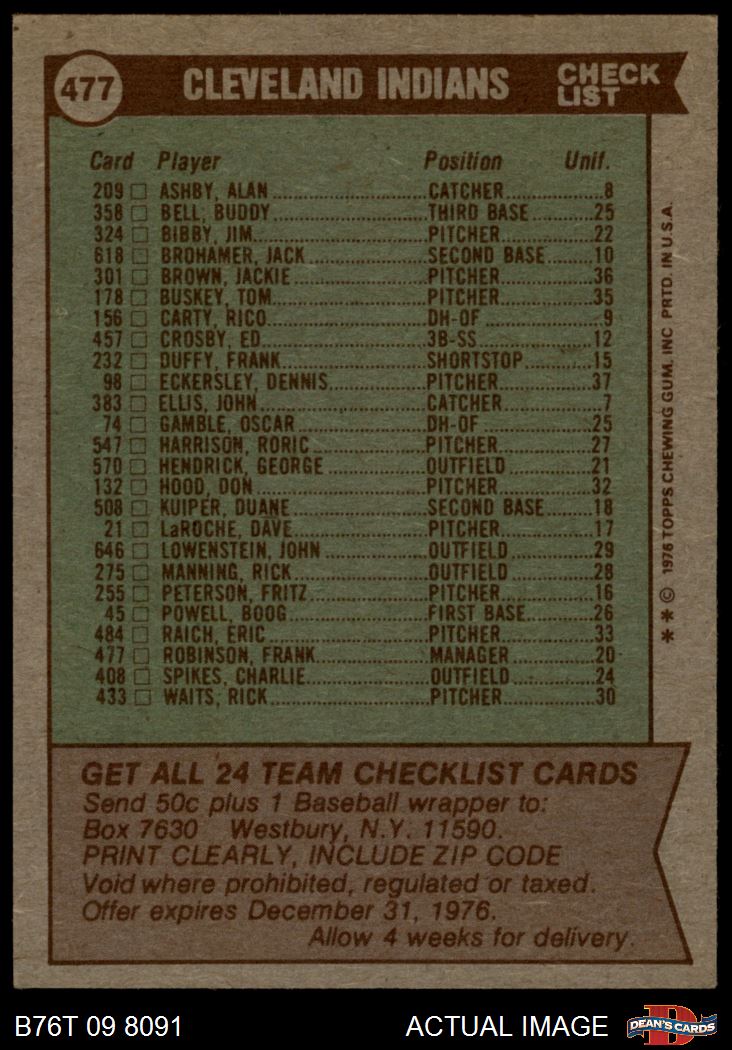 477 CLEVELAND INDIANS CHECK LIST
Card Player Position Unif.
209 ASHBY, ALAN CATCHER 8
358 BELL, BUDDY THIRD BASE 25
324 BIBBY, JIM PITCHER 22
618 BROHAMER, JACK SECOND BASE 10
301 BROWN, JACKIE PITCHER 36
178 BUSKEY, TOM PITCHER 35
156 CARTY, RICO DH-OF 9
457 CROSBY, ED 3B-SS 12
232 DUFFY, FRANK SHORTSTOP 15
98 ECKERSLEY, DENNIS PITCHER 37
383 ELLIS, JOHN CATCHER 7
74 GAMBLE, OSCAR DH-OF 25
547 HARRISON, RORIC PITCHER 27
570 HENDRICK, GEORGE OUTFIELD 21
132 HOOD, DON PITCHER 32
508 KUIPER, DUANE SECOND BASE 18
21 LaROCHE, DAVE PITCHER 17
646 LOWENSTEIN, JOHN OUTFIELD 29
275 MANNING, RICK OUTFIELD 28
255 PETERSON, FRITZ PITCHER 16
45 POWELL, BOOG FIRST BASE 26
484 RAICH, ERIC PITCHER 33
477 ROBINSON, FRANK MANAGER 20
408 SPIKES, CHARLIE OUTFIELD 24
433 WAITS, RICK PITCHER 30
* * © 1976 TOPPS CHEWING GUM, INC PRTD. IN U.S.A.
GET ALL 24 TEAM CHECKLIST CARDS
Send 50c plus 1 Baseball wrapper to:
Box 7630 Westbury, N.Y. 11590.
PRINT CLEARLY, INCLUDE ZIP CODE
Void where prohibited, regulated or taxed.
Offer expires December 31, 1976.
Allow 4 weeks for delivery.
B76T 09 8091 ACTUAL IMAGE D DEAN'S CARDS